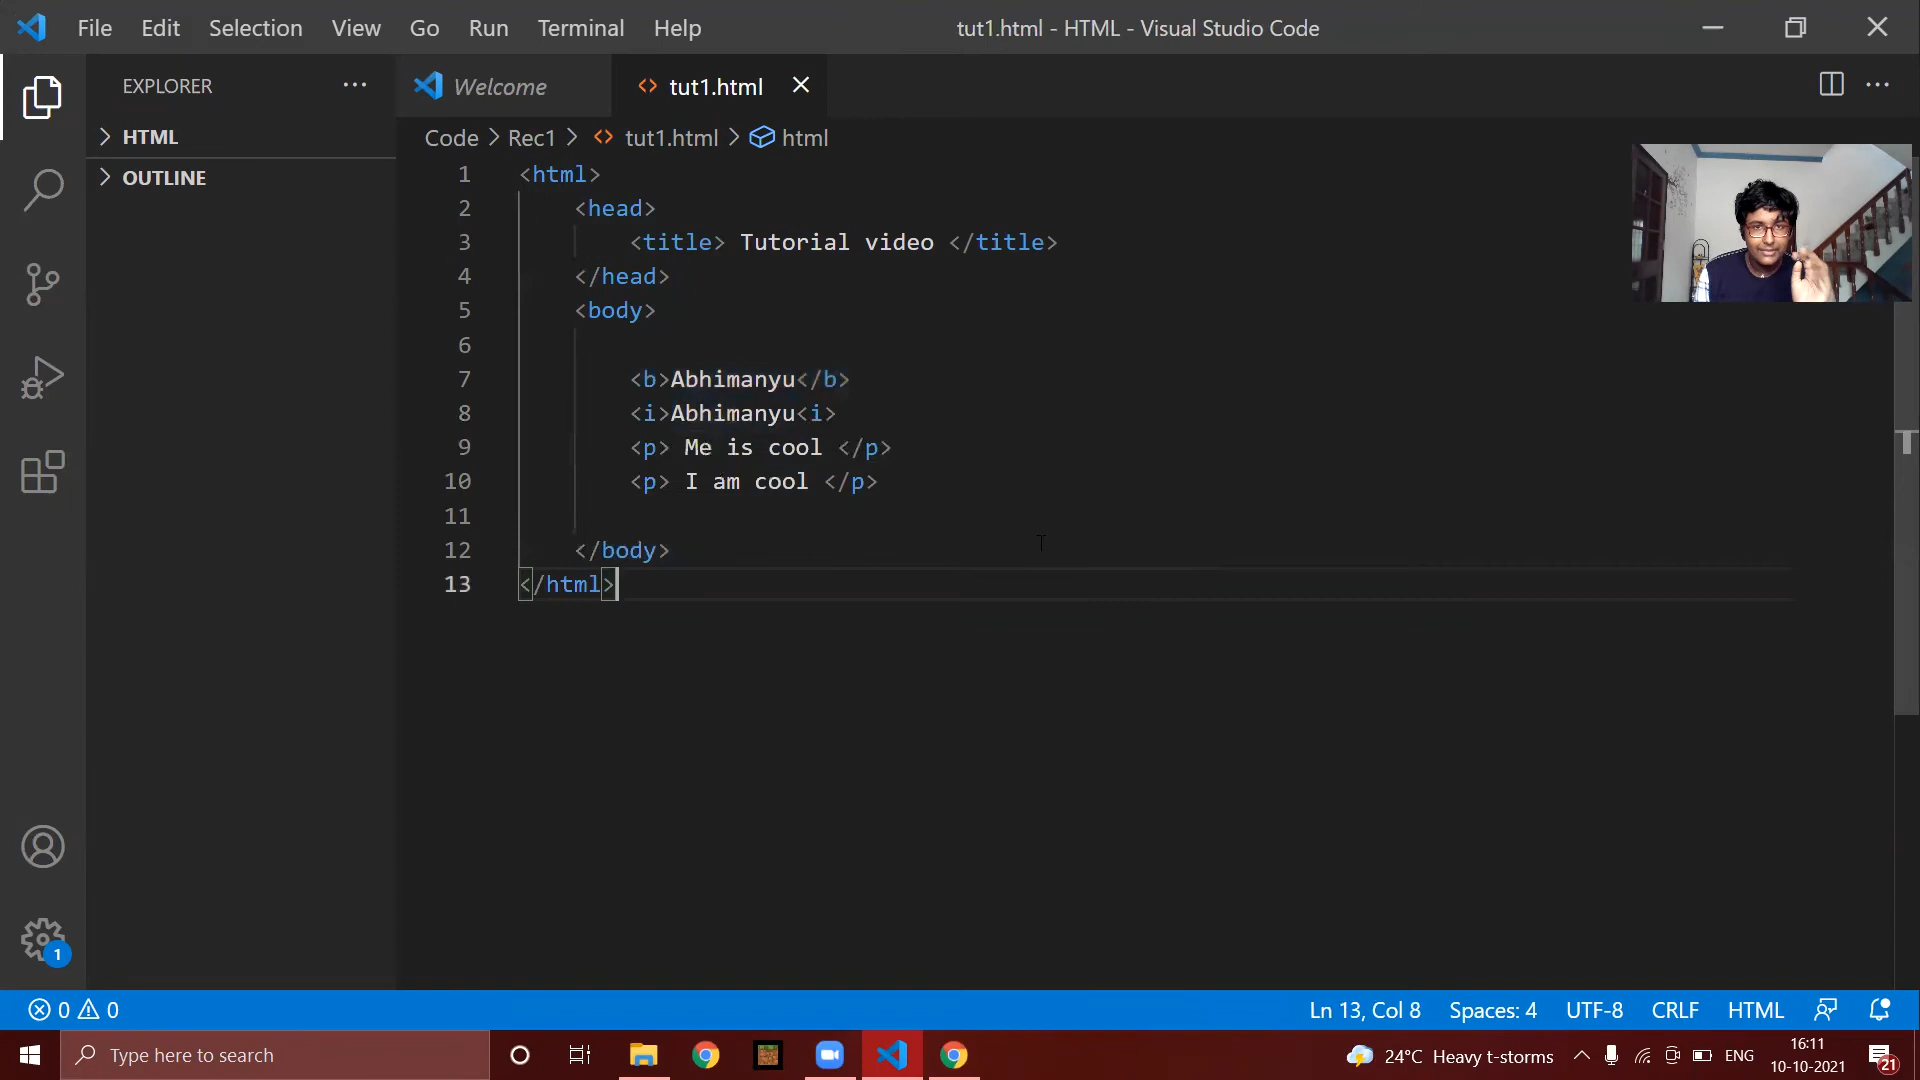 File Edit Selection View Go Run Terminal Help tut1.html - HTML - Visual Studio Code
EXPLORER
HTML
OUTLINE
Welcome tut1.html
Code > Rec1 > tut1.html > html
1 <html>
2 <head>
3 <title> Tutorial video </title>
4 </head>
5 <body>
6
7 <b>Abhimanyu</b>
8 <i>Abhimanyu<i>
9 <p> Me is cool </p>
10 <p> I am cool </p>
11
12 </body>
13 </html>
1
0 0 Ln 13, Col 8 Spaces: 4 UTF-8 CRLF HTML
Type here to search 24°C Heavy t-storms ENG 16:11
10-10-2021
21